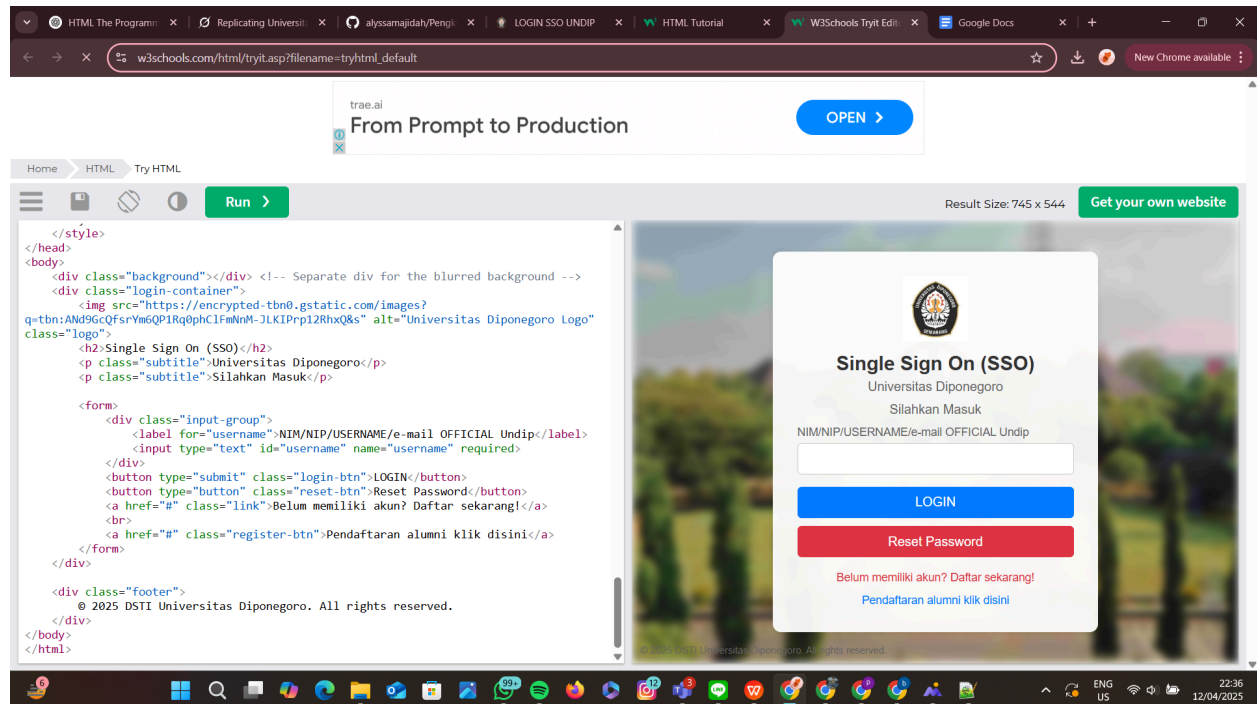 HTML The Programm
Replicating Universit
alyssamajidah/Pengk
LOGIN SSO UNDIP
HTML Tutorial
W3Schools Tryit Edit
Google Docs
w3schools.com/html/tryit.asp?filename=tryhtml_default
New Chrome available
trae.ai
From Prompt to Production
OPEN
Home
HTML
Try HTML
Run
Result Size: 745 x 544
Get your own website
</style>
</head>
<body>
<div class="background"></div> <!-- Separate div for the blurred background -->
<div class="login-container">
<img src="https://encrypted-tbn0.gstatic.com/images?
q=tbn:ANd9GcQfsrYm6QP1Rq0phClFmNnM-JLKIPrp12RhxQ&s" alt="Universitas Diponegoro Logo"
class="logo">
<h2>Single Sign On (SSO)</h2>
<p class="subtitle">Universitas Diponegoro</p>
<p class="subtitle">Silahkan Masuk</p>
<form>
<div class="input-group">
<label for="username">NIM/NIP/USERNAME/e-mail OFFICIAL Undip</label>
<input type="text" id="username" name="username" required>
</div>
<button type="submit" class="login-btn">LOGIN</button>
<button type="button" class="reset-btn">Reset Password</button>
<a href="#" class="link">Belum memiliki akun? Daftar sekarang!</a>
<br>
<a href="#" class="register-btn">Pendaftaran alumni klik disini</a>
</form>
</div>
<div class="footer">
© 2025 DSTI Universitas Diponegoro. All rights reserved.
</div>
</body>
</html>
SEMARANG
Single Sign On (SSO)
Universitas Diponegoro
Silahkan Masuk
NIM/NIP/USERNAME/e-mail OFFICIAL Undip
LOGIN
Reset Password
Belum memiliki akun? Daftar sekarang!
Pendaftaran alumni klik disini
© 2025 DSTI Universitas Diponegoro. All rights reserved.
6
99+
12
3
ENG
US
22:36
12/04/2025